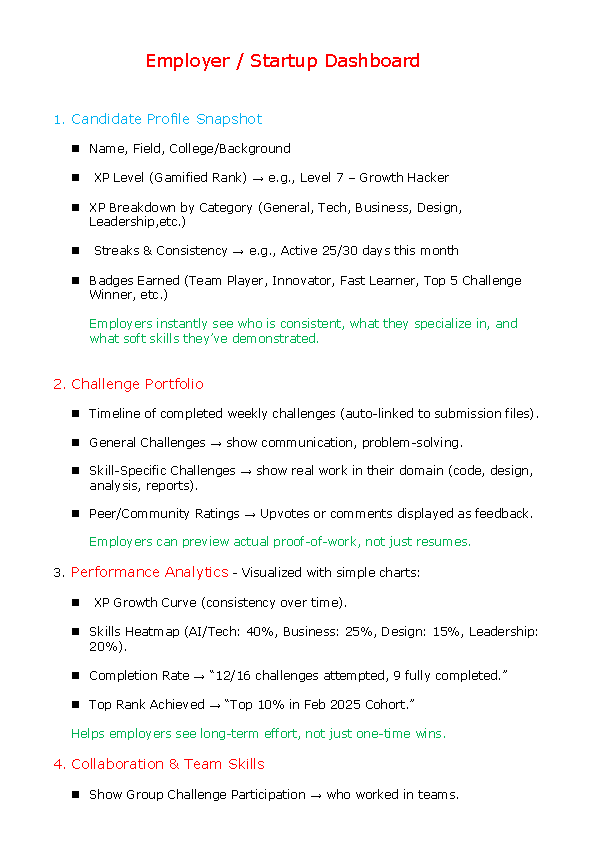 Employer / Startup Dashboard
1. Candidate Profile Snapshot
■ Name, Field, College/Background
■ XP Level (Gamified Rank) → e.g., Level 7 – Growth Hacker
■ XP Breakdown by Category (General, Tech, Business, Design,
Leadership,etc.)
■ Streaks & Consistency → e.g., Active 25/30 days this month
■ Badges Earned (Team Player, Innovator, Fast Learner, Top 5 Challenge
Winner, etc.)
Employers instantly see who is consistent, what they specialize in, and
what soft skills they’ve demonstrated.
2. Challenge Portfolio
■ Timeline of completed weekly challenges (auto-linked to submission files).
■ General Challenges → show communication, problem-solving.
■ Skill-Specific Challenges → show real work in their domain (code, design,
analysis, reports).
■ Peer/Community Ratings → Upvotes or comments displayed as feedback.
Employers can preview actual proof-of-work, not just resumes.
3. Performance Analytics - Visualized with simple charts:
■ XP Growth Curve (consistency over time).
■ Skills Heatmap (AI/Tech: 40%, Business: 25%, Design: 15%, Leadership:
20%).
■ Completion Rate → “12/16 challenges attempted, 9 fully completed.”
■ Top Rank Achieved → “Top 10% in Feb 2025 Cohort.”
Helps employers see long-term effort, not just one-time wins.
4. Collaboration & Team Skills
■ Show Group Challenge Participation → who worked in teams.